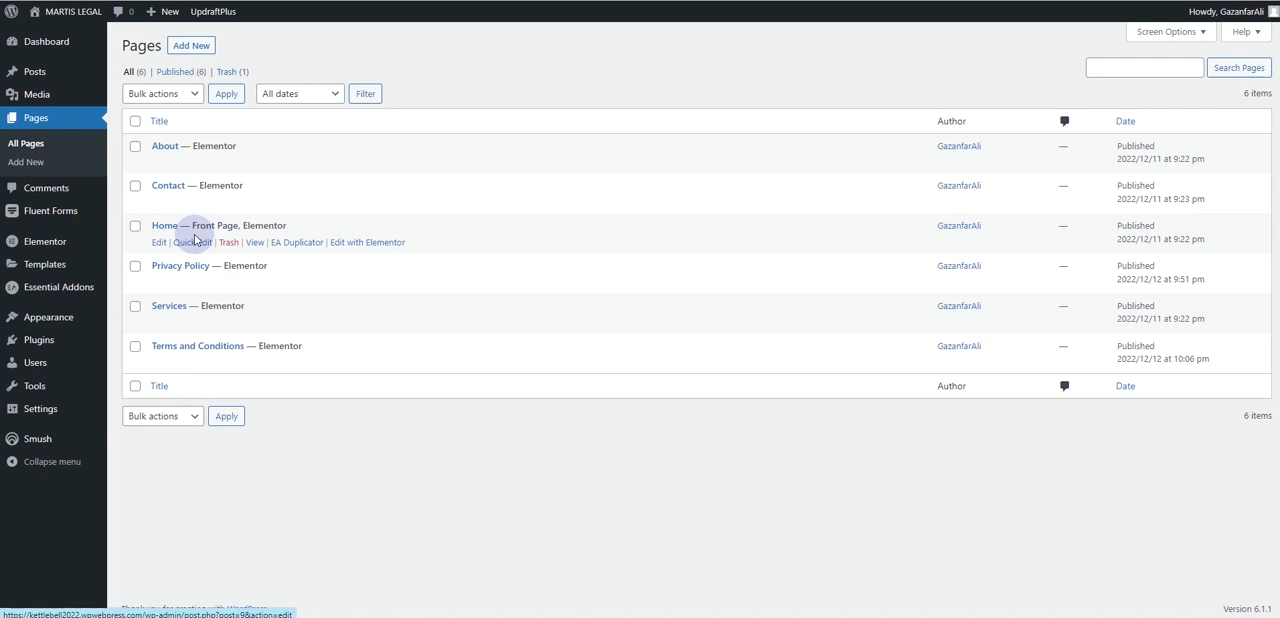 MARTIS LEGAL 0 New UpdraftPlus Howdy, GazanfarAli
Screen Options Help
Dashboard
Posts
Media
Pages
All Pages
Add New
Comments
Fluent Forms
Elementor
Templates
Essential Addons
Appearance
Plugins
Users
Tools
Settings
Smush
Collapse menu
Pages Add New
All (6) | Published (6) | Trash (1)
Search Pages
Bulk actions Apply All dates Filter 6 items
Title Author Date
About — Elementor GazanfarAli — Published
2022/12/11 at 9:22 pm
Contact — Elementor GazanfarAli — Published
2022/12/11 at 9:23 pm
Home — Front Page, Elementor GazanfarAli — Published
Edit | Quick Edit | Trash | View | EA Duplicator | Edit with Elementor 2022/12/11 at 9:22 pm
Privacy Policy — Elementor GazanfarAli — Published
2022/12/12 at 9:51 pm
Services — Elementor GazanfarAli — Published
2022/12/11 at 9:22 pm
Terms and Conditions — Elementor GazanfarAli — Published
2022/12/12 at 10:06 pm
Title Author Date
Bulk actions Apply 6 items
Thank you for creating with WordPress Version 6.1.1
https://kettlebell2022.wpwebpress.com/wp-admin/post.php?post=9&action=edit